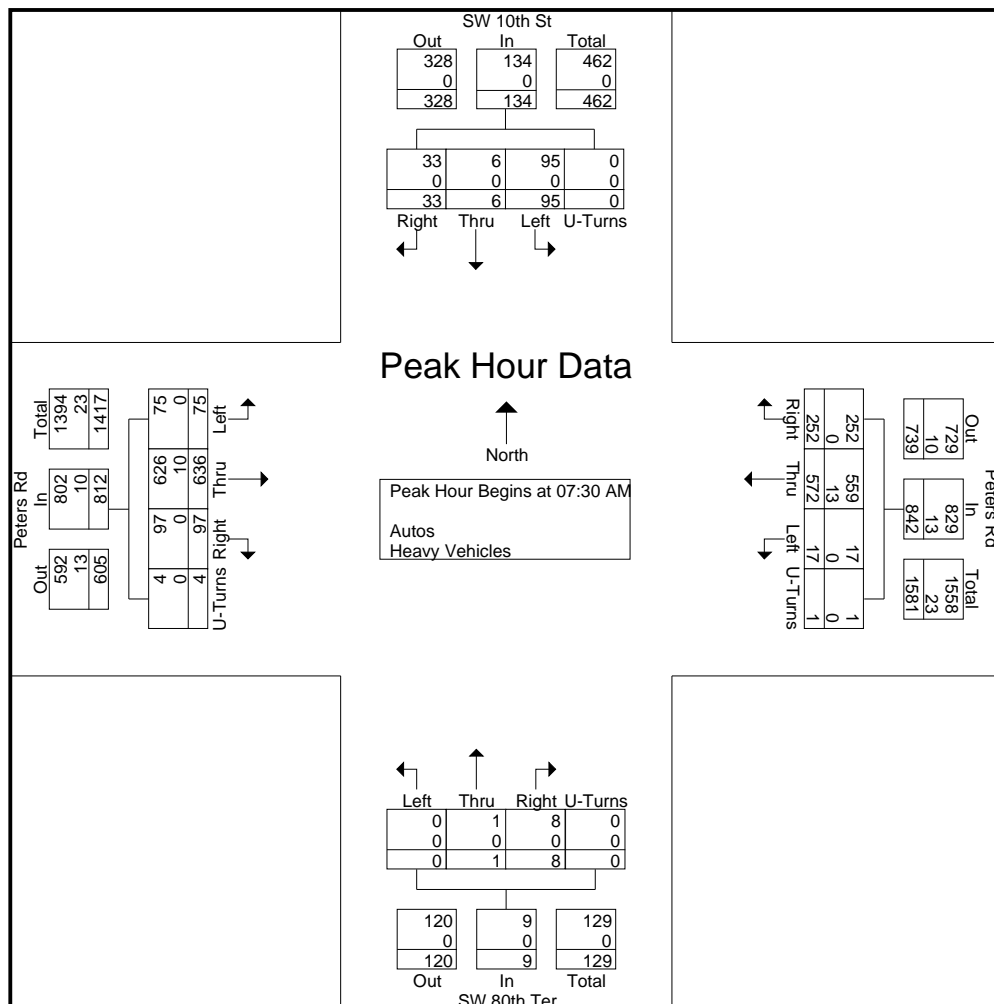 SW 10th St
Out In Total
328 134 462
0 0 0
328 134 462
33 6 95 0
0 0 0 0
33 6 95 0
Right Thru Left U-Turns
Peak Hour Data
North
Peak Hour Begins at 07:30 AM
Autos
Heavy Vehicles
Peters Rd
Out In Total
592 802 1394
13 10 23
605 812 1417
4 97 626 75
0 0 10 0
4 97 636 75
U-Turns Right Thru Left
Peters Rd
Out In Total
729 829 1558
10 13 23
739 842 1581
252 559 17 1
0 13 0 0
252 572 17 1
Right Thru Left U-Turns
Left Thru Right U-Turns
0 1 8 0
0 0 0 0
0 1 8 0
120 9 129
0 0 0
120 9 129
Out In Total
SW 80th Ter